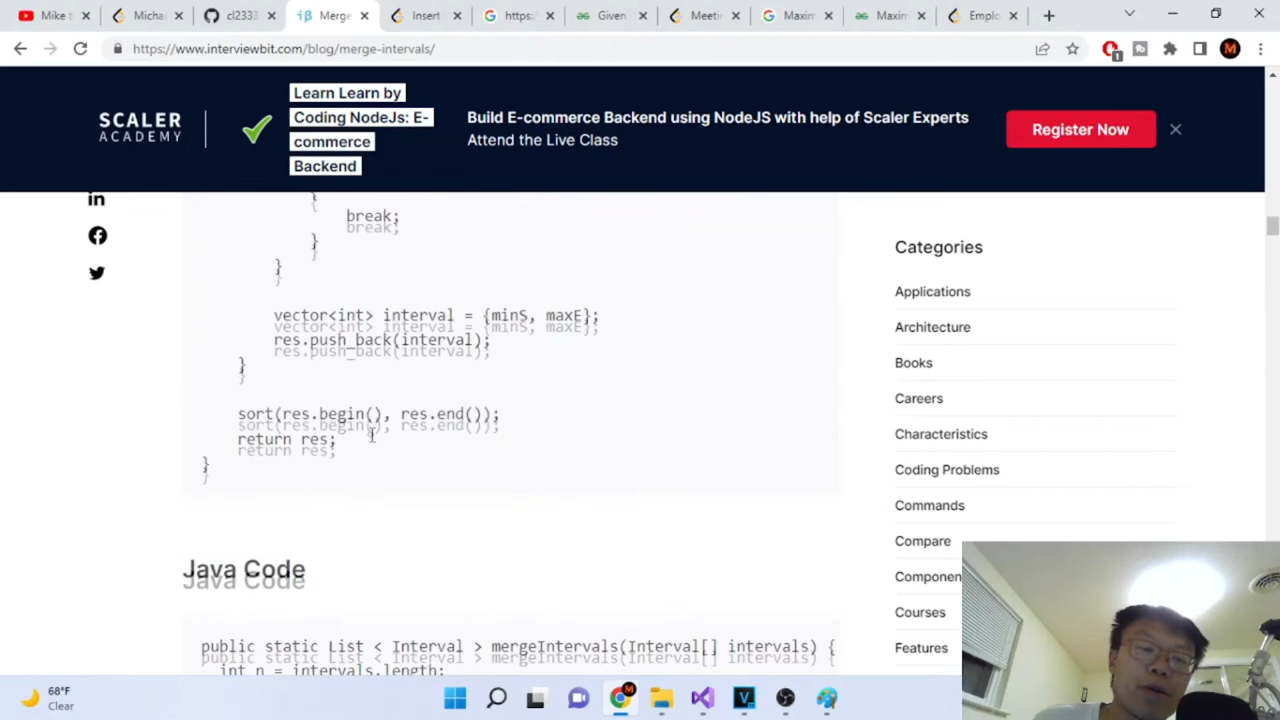 Mike t
Micha
cl2333
Merge
Insert
https:
Given
Meetin
Maxim
Maxim
Emplo
https://www.interviewbit.com/blog/merge-intervals/
1
M
SCALER
ACADEMY
Learn Learn by
Coding NodeJs: E-
commerce
Backend
Build E-commerce Backend using NodeJS with help of Scaler Experts
Attend the Live Class
Register Now
{
break;
}
}
vector<int> interval = {minS, maxE};
res.push_back(interval);
}
sort(res.begin(), res.end());
return res;
}
Java Code
public static List < Interval > mergeIntervals(Interval[] intervals) {
int n = intervals.length;
Categories
Applications
Architecture
Books
Careers
Characteristics
Coding Problems
Commands
Compare
Componen
Courses
Features
68°F
Clear